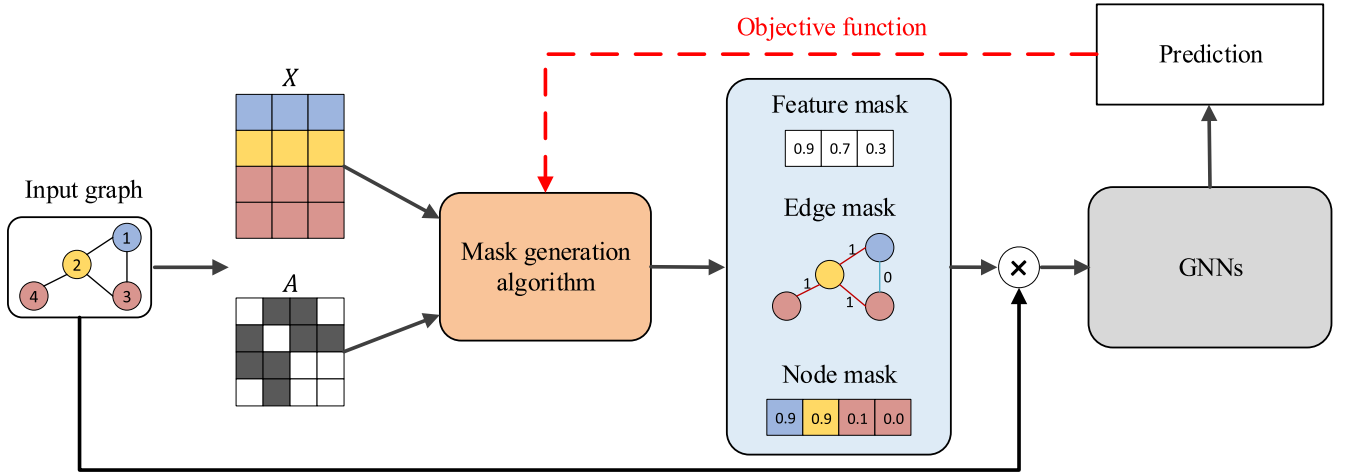 Objective function
Prediction
X
Feature mask
0.9 0.7 0.3
Input graph
1
2
4 3
Mask generation
algorithm
Edge mask
1
0
1
1
×
GNNs
A
Node mask
0.9 0.9 0.1 0.0